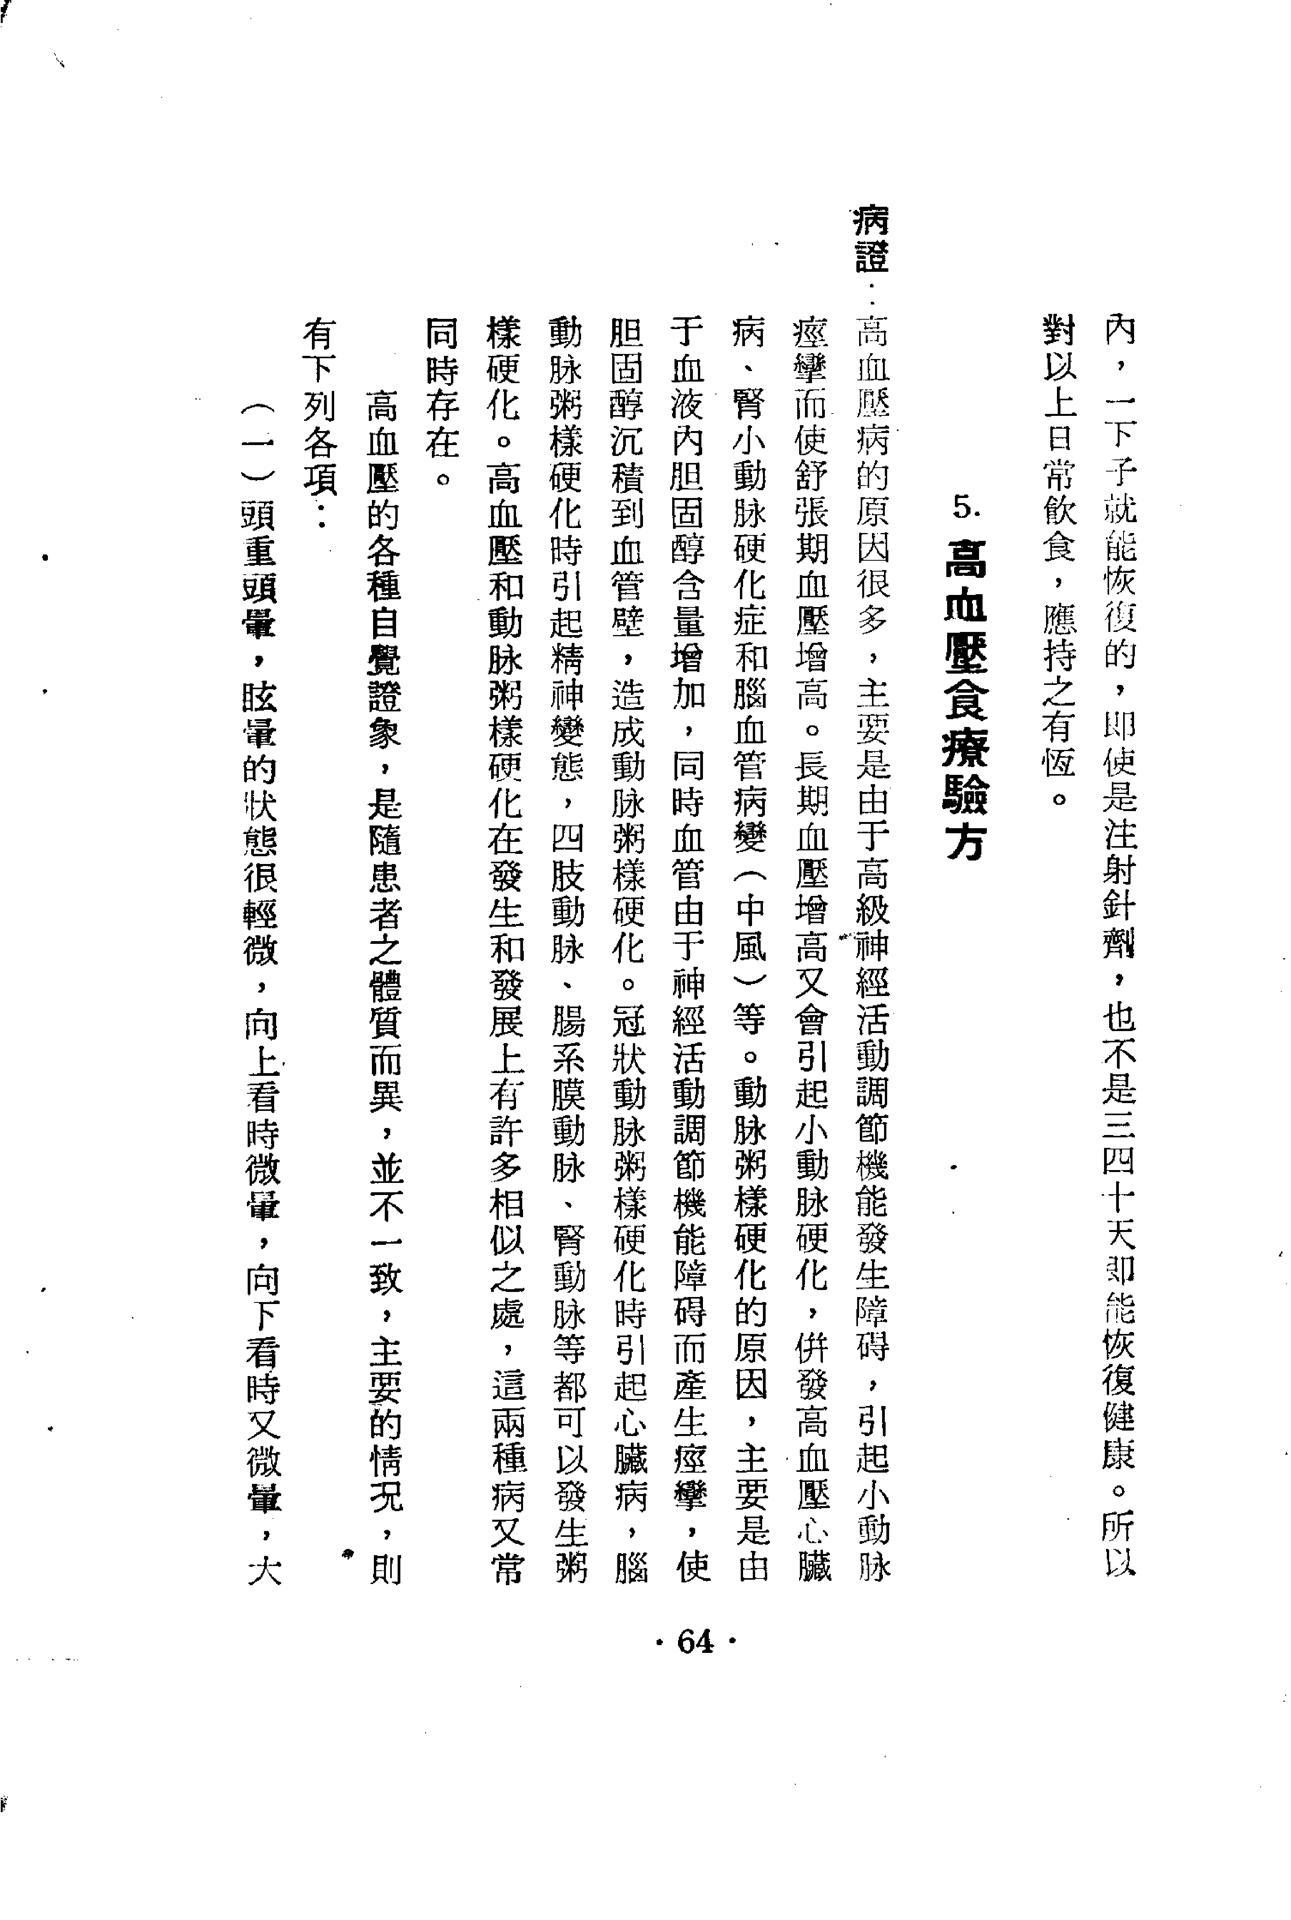 內，一下子就能恢復的，即使是注射針劑，也不是三四十天即能恢復健康。所以
對以上日常飲食，應持之有恆。
5. 高血壓食療驗方
病證：高血壓病的原因很多，主要是由于高級神經活動調節機能發生障碍，引起小動脉
痙攣而使舒張期血壓增高。長期血壓增高又會引起小動脉硬化，併發高血壓心臟
病、腎小動脉硬化症和腦血管病變（中風）等。動脉粥樣硬化的原因，主要是由
于血液內胆固醇含量增加，同時血管由于神經活動調節機能障碍而產生痙攣，使
胆固醇沉積到血管壁，造成動脉粥樣硬化。冠狀動脉粥樣硬化時引起心臟病，腦
動脉粥樣硬化時引起精神變態，四肢動脉、腸系膜動脉、腎動脉等都可以發生粥
樣硬化。高血壓和動脉粥樣硬化在發生和發展上有許多相似之處，這兩種病又常
同時存在。
高血壓的各種自覺證象，是隨患者之體質而異，並不一致，主要的情況，則
有下列各項：
（一）頭重頭暈，眩暈的狀態很輕微，向上看時微暈，向下看時又微暈，大
• 64 •